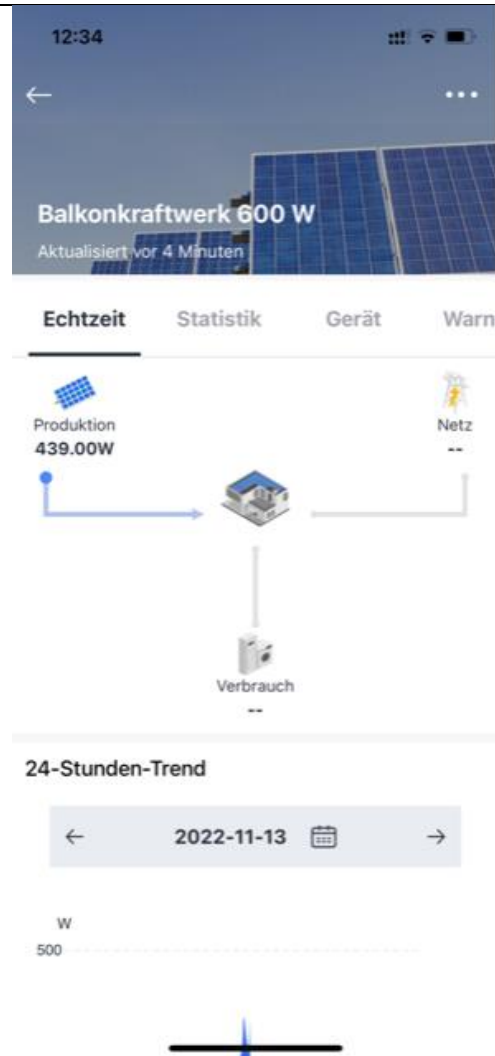 12:34
Balkonkraftwerk 600 W
Aktualisiert vor 4 Minuten
Echtzeit Statistik Gerät Warn
Produktion
439.00W
Netz
--
Verbrauch
--
24-Stunden-Trend
2022-11-13
W
500